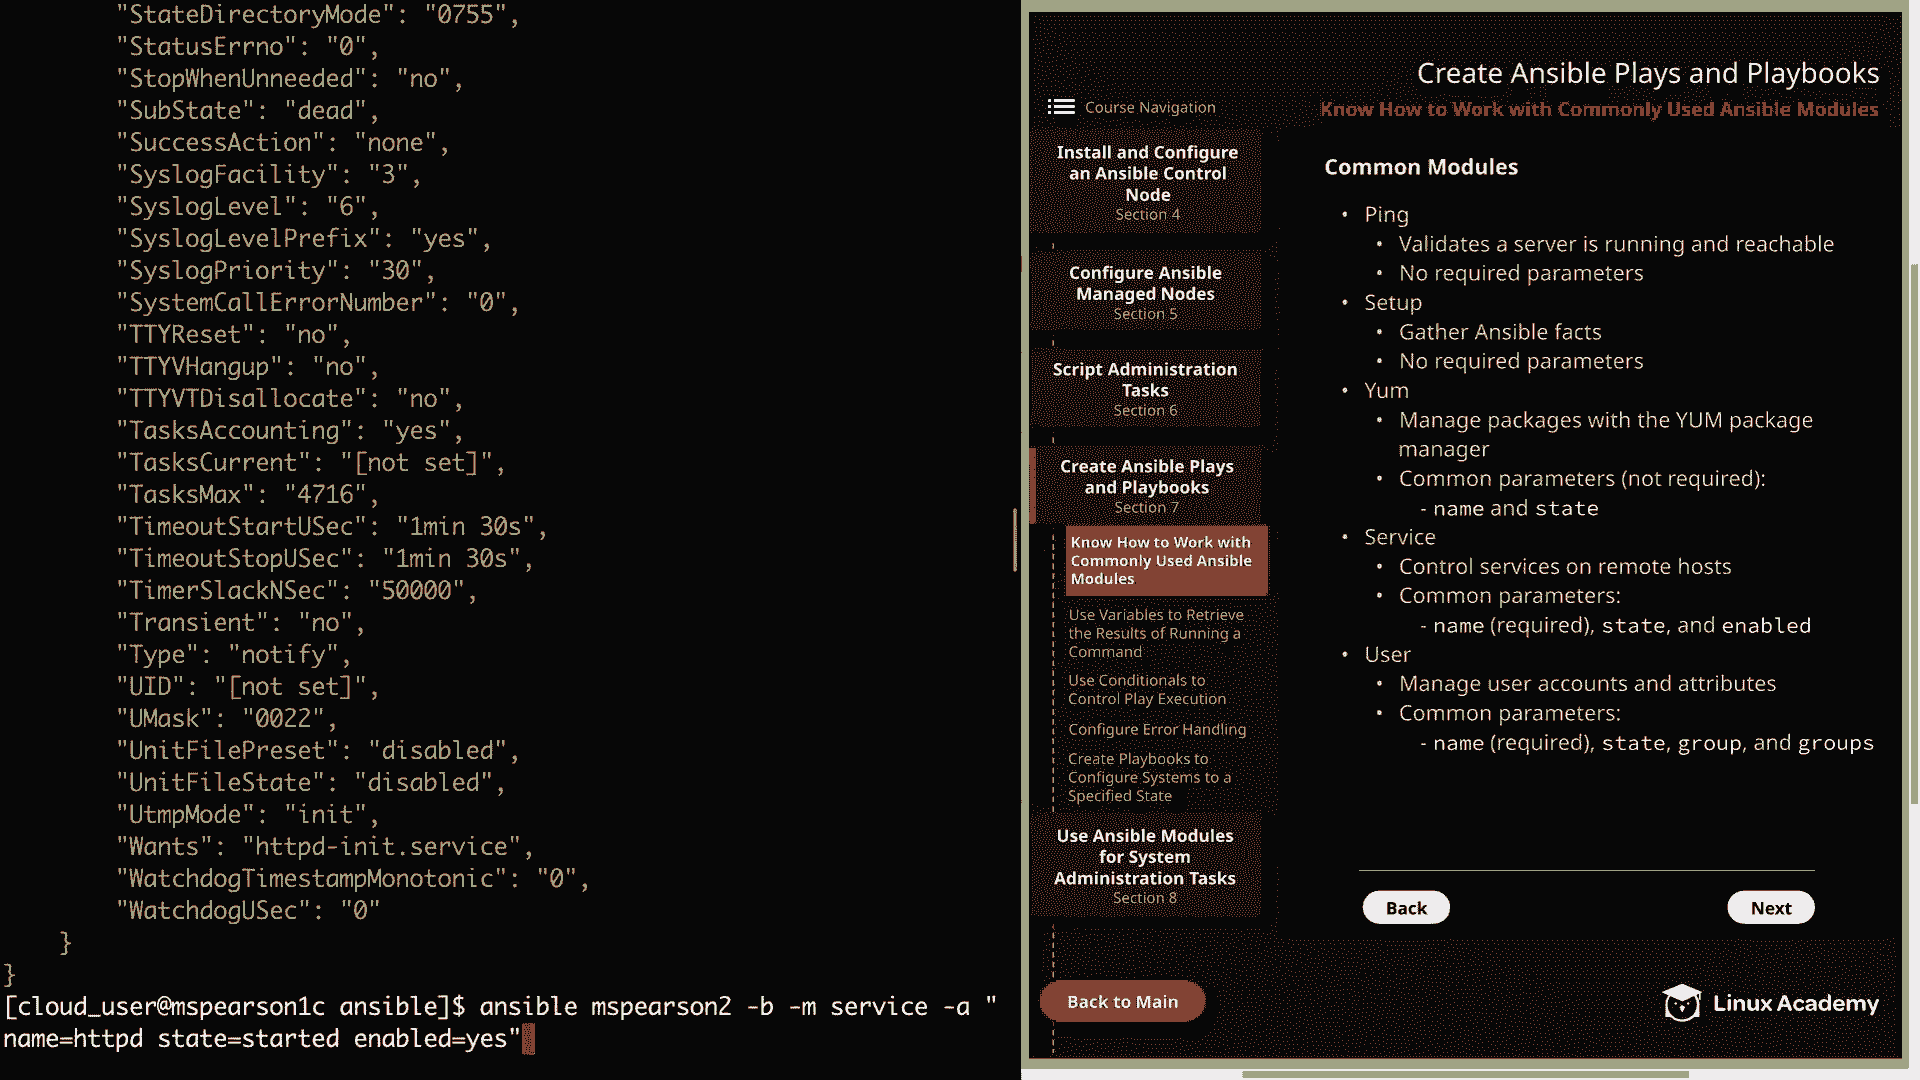 "StateDirectoryMode": "0755",
"StatusErrno": "0",
"StopWhenUnneeded": "no",
"SubState": "dead",
"SuccessAction": "none",
"SyslogFacility": "3",
"SyslogLevel": "6",
"SyslogLevelPrefix": "yes",
"SyslogPriority": "30",
"SystemCallErrorNumber": "0",
"TTYReset": "no",
"TTYVHangup": "no",
"TTYVTDisallocate": "no",
"TasksAccounting": "yes",
"TasksCurrent": "[not set]",
"TasksMax": "4716",
"TimeoutStartUSec": "1min 30s",
"TimeoutStopUSec": "1min 30s",
"TimerSlackNSec": "50000",
"Transient": "no",
"Type": "notify",
"UID": "[not set]",
"UMask": "0022",
"UnitFilePreset": "disabled",
"UnitFileState": "disabled",
"UtmpMode": "init",
"Wants": "httpd-init.service",
"WatchdogTimestampMonotonic": "0",
"WatchdogUSec": "0"
}
}
[cloud_user@mspearson1c ansible]$ ansible mspearson2 -b -m service -a "
name=httpd state=started enabled=yes"
Create Ansible Plays and Playbooks
Course Navigation
Know How to Work with Commonly Used Ansible Modules
Install and Configure
an Ansible Control
Node
Section 4
Configure Ansible
Managed Nodes
Section 5
Script Administration
Tasks
Section 6
Create Ansible Plays
and Playbooks
Section 7
Know How to Work with
Commonly Used Ansible
Modules
Use Variables to Retrieve
the Results of Running a
Command
Use Conditionals to
Control Play Execution
Configure Error Handling
Create Playbooks to
Configure Systems to a
Specified State
Use Ansible Modules
for System
Administration Tasks
Section 8
Back to Main
Common Modules
• Ping
• Validates a server is running and reachable
• No required parameters
• Setup
• Gather Ansible facts
• No required parameters
• Yum
• Manage packages with the YUM package
manager
• Common parameters (not required):
- name and state
• Service
• Control services on remote hosts
• Common parameters:
- name (required), state, and enabled
• User
• Manage user accounts and attributes
• Common parameters:
- name (required), state, group, and groups
Back
Next
Linux Academy